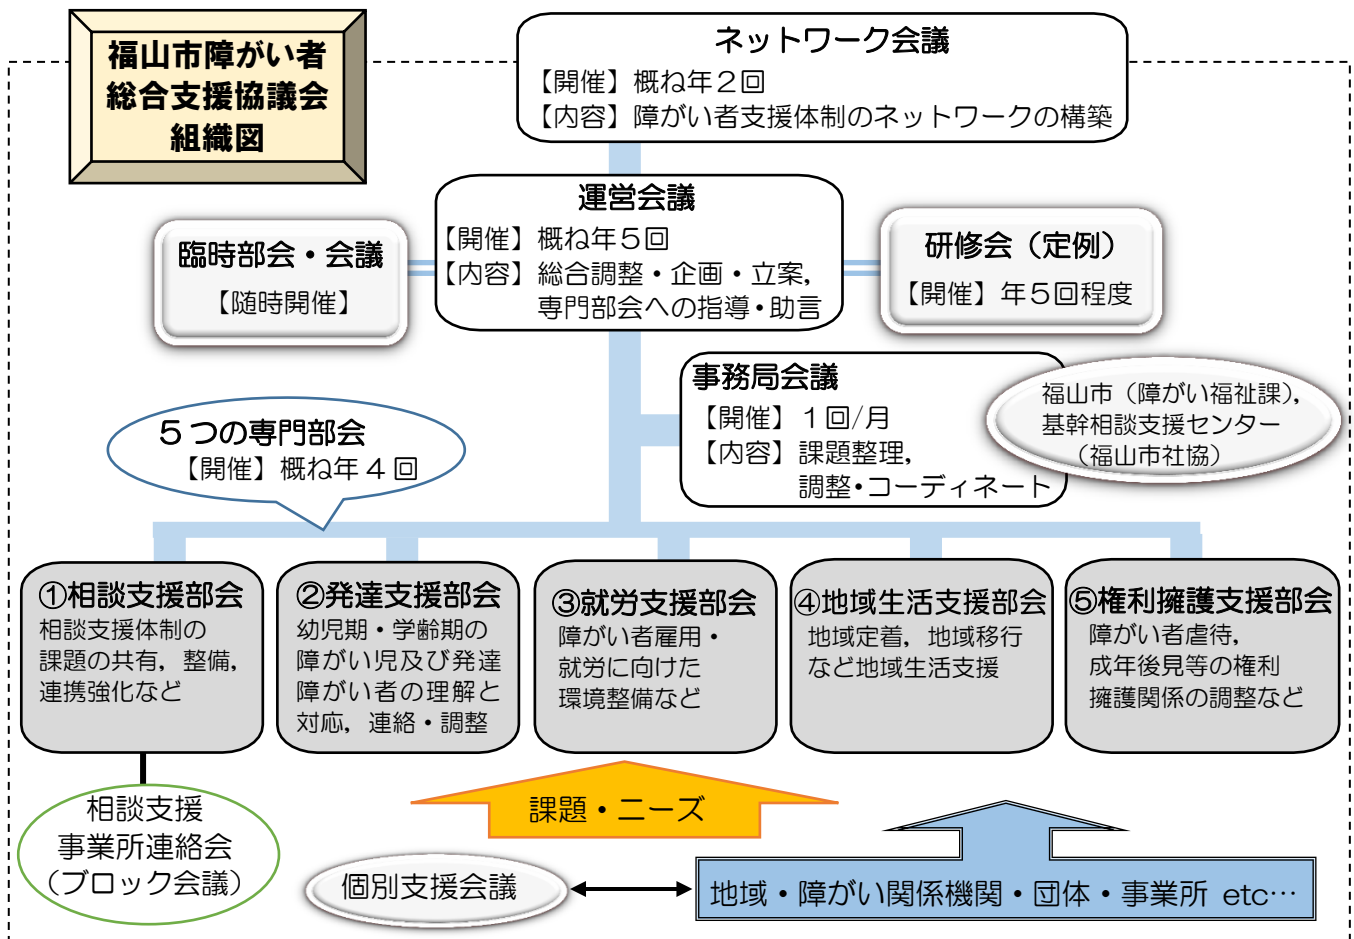 福山市障がい者
総合支援協議会
組織図
ネットワーク会議
【開催】概ね年２回
【内容】障がい者支援体制のネットワークの構築
運営会議
【開催】概ね年５回
【内容】総合調整・企画・立案，
専門部会への指導・助言
臨時部会・会議
【随時開催】
研修会（定例）
【開催】年５回程度
事務局会議
【開催】１回/月
【内容】課題整理，
調整・コーディネート
福山市（障がい福祉課），
基幹相談支援センター
（福山市社協）
５つの専門部会
【開催】概ね年４回
①相談支援部会
相談支援体制の
課題の共有，整備，
連携強化など
②発達支援部会
幼児期・学齢期の
障がい児及び発達
障がい者の理解と
対応，連絡・調整
③就労支援部会
障がい者雇用・
就労に向けた
環境整備など
④地域生活支援部会
地域定着，地域移行
など地域生活支援
⑤権利擁護支援部会
障がい者虐待，
成年後見等の権利
擁護関係の調整など
相談支援
事業所連絡会
（ブロック会議）
課題・ニーズ
個別支援会議
地域・障がい関係機関・団体・事業所 etc…